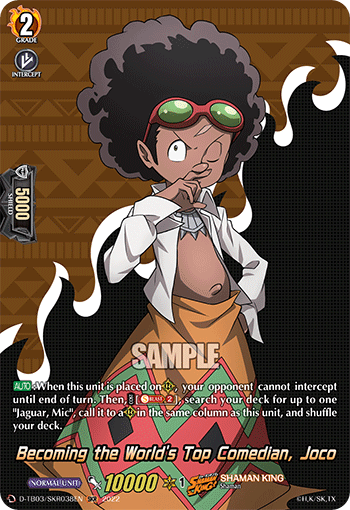 2
GRADE
INTERCEPT
5000
SHIELD
SAMPLE
AUTO : When this unit is placed on R, your opponent cannot intercept
until end of turn. Then, COST [SOUL BLAST 2], search your deck for up to one
"Jaguar, Mic", call it to a R in the same column as this unit, and shuffle
your deck.
Becoming the World's Top Comedian, Joco
NORMAL UNIT
10000
1
SHAMAN KING
SHAMAN KING
Shaman
D-TB03/SKR038EN
2022
©H.K./SK.,TX